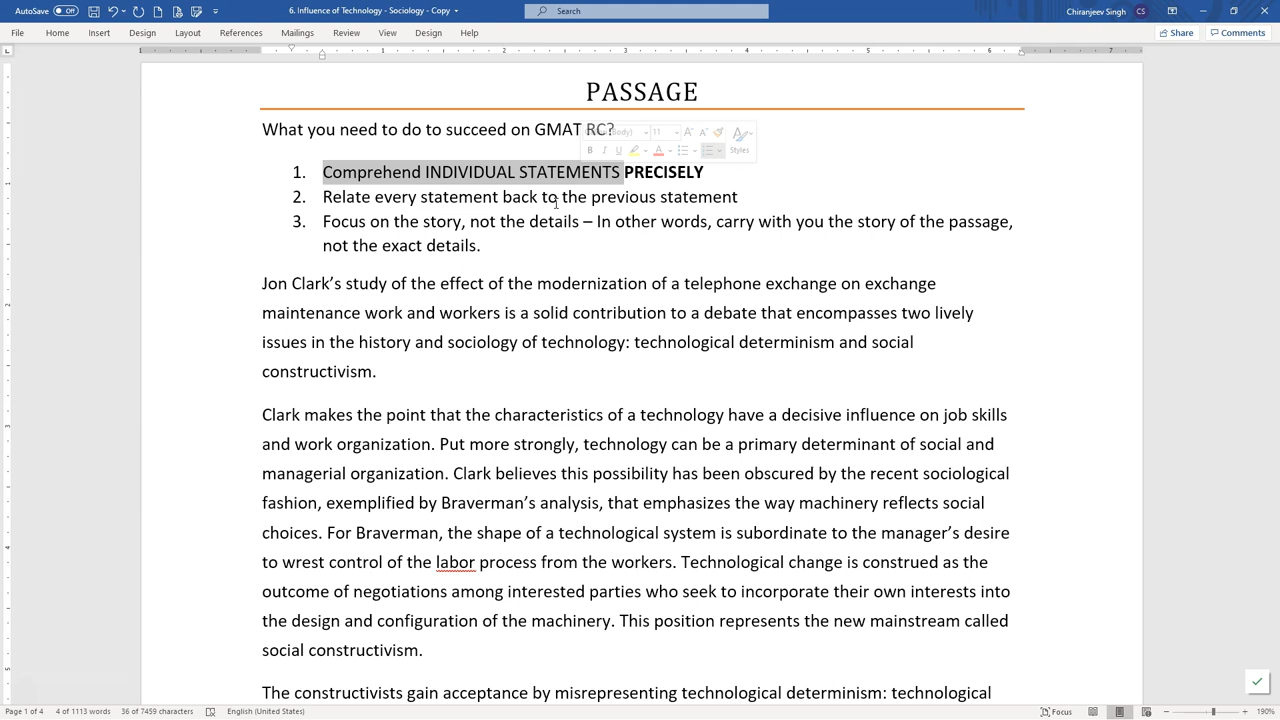 AutoSave Off 6. Influence of Technology - Sociology - Copy Search Chiranjeev Singh CS
File Home Insert Design Layout References Mailings Review View Design Help Share Comments
1 1 2 3 4 5 6 7
PASSAGE
What you need to do to succeed on GMAT RC?
Body) 11 A A
B I U A Styles
1. Comprehend INDIVIDUAL STATEMENTS PRECISELY
2. Relate every statement back to the previous statement
3. Focus on the story, not the details – In other words, carry with you the story of the passage,
not the exact details.
Jon Clark’s study of the effect of the modernization of a telephone exchange on exchange
maintenance work and workers is a solid contribution to a debate that encompasses two lively
issues in the history and sociology of technology: technological determinism and social
constructivism.
Clark makes the point that the characteristics of a technology have a decisive influence on job skills
and work organization. Put more strongly, technology can be a primary determinant of social and
managerial organization. Clark believes this possibility has been obscured by the recent sociological
fashion, exemplified by Braverman’s analysis, that emphasizes the way machinery reflects social
choices. For Braverman, the shape of a technological system is subordinate to the manager’s desire
to wrest control of the labor process from the workers. Technological change is construed as the
outcome of negotiations among interested parties who seek to incorporate their own interests into
the design and configuration of the machinery. This position represents the new mainstream called
social constructivism.
The constructivists gain acceptance by misrepresenting technological determinism: technological
Page 1 of 4 4 of 1113 words 36 of 7459 characters English (United States) Focus 190%